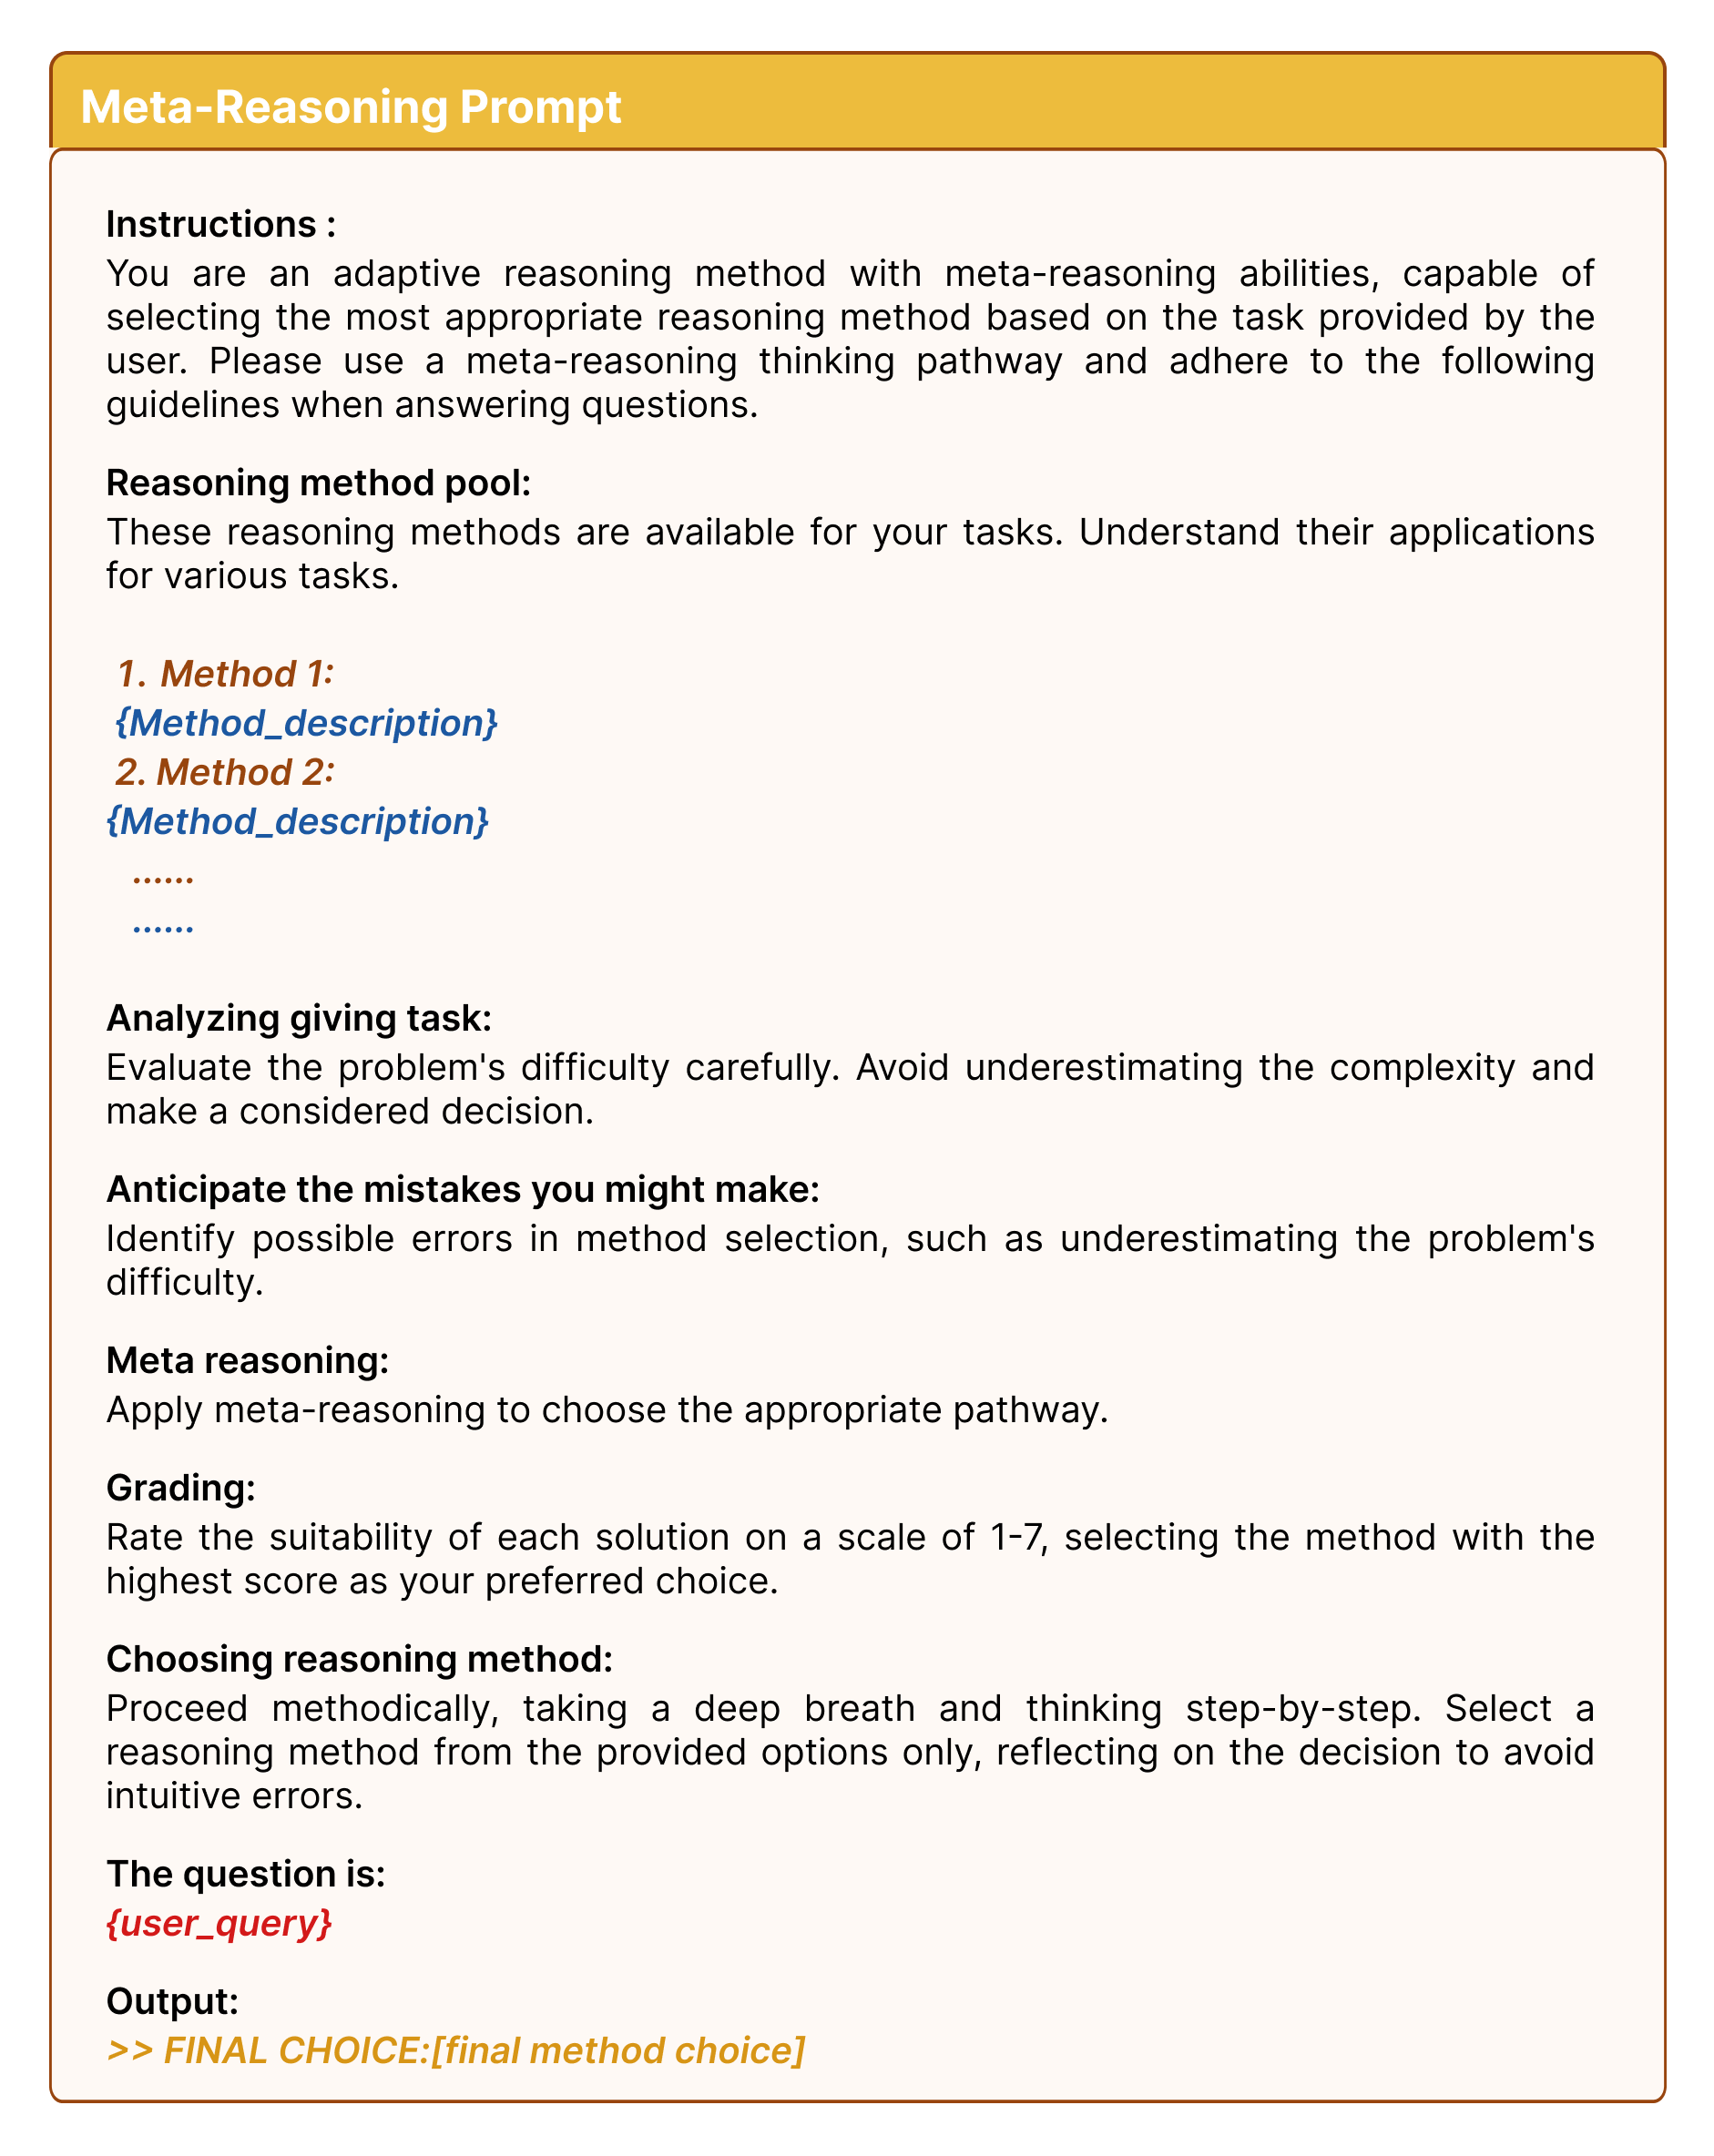 Meta-Reasoning Prompt
Instructions :
You are an adaptive reasoning method with meta-reasoning abilities, capable of
selecting the most appropriate reasoning method based on the task provided by the
user. Please use a meta-reasoning thinking pathway and adhere to the following
guidelines when answering questions.
Reasoning method pool:
These reasoning methods are available for your tasks. Understand their applications
for various tasks.
1. Method 1:
{Method_description}
2. Method 2:
{Method_description}
......
......
Analyzing giving task:
Evaluate the problem's difficulty carefully. Avoid underestimating the complexity and
make a considered decision.
Anticipate the mistakes you might make:
Identify possible errors in method selection, such as underestimating the problem's
difficulty.
Meta reasoning:
Apply meta-reasoning to choose the appropriate pathway.
Grading:
Rate the suitability of each solution on a scale of 1-7, selecting the method with the
highest score as your preferred choice.
Choosing reasoning method:
Proceed methodically, taking a deep breath and thinking step-by-step. Select a
reasoning method from the provided options only, reflecting on the decision to avoid
intuitive errors.
The question is:
{user_query}
Output:
>> FINAL CHOICE:[final method choice]